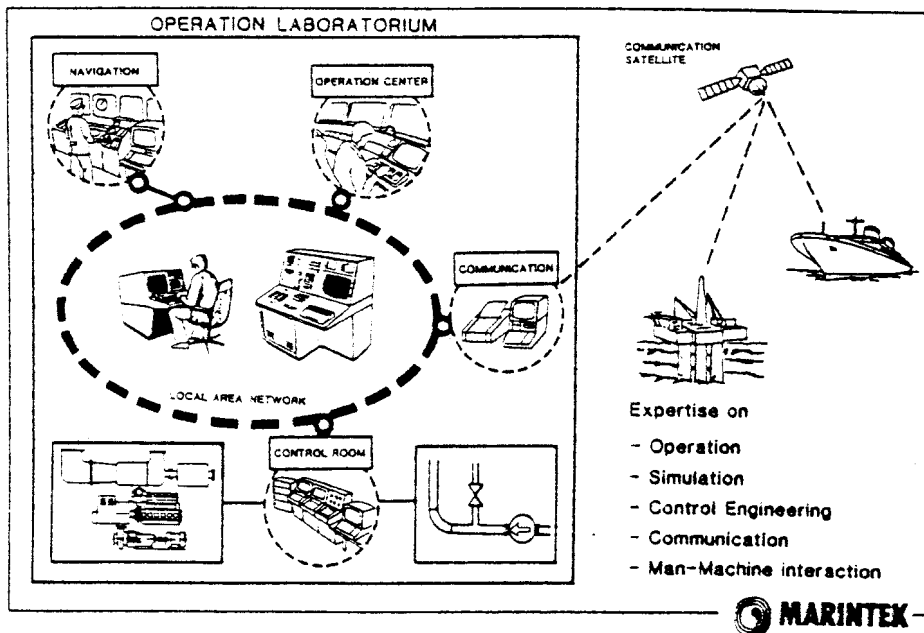 OPERATION LABORATORIUM
NAVIGATION
OPERATION CENTER
COMMUNICATION
SATELLITE
COMMUNICATION
LOCAL AREA NETWORK
CONTROL ROOM
Expertise on
- Operation
- Simulation
- Control Engineering
- Communication
- Man-Machine interaction
MARINTEK